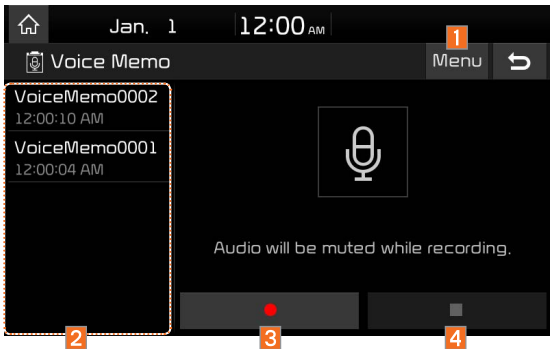 Jan. 1 12:00 AM
1
Voice Memo Menu
VoiceMemo0002
12:00:10 AM
VoiceMemo0001
12:00:04 AM
Audio will be muted while recording.
2 3 4